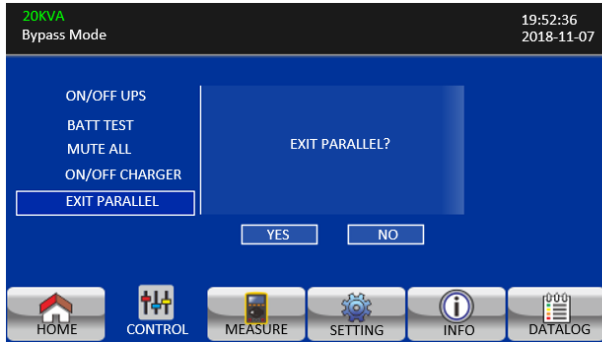 20KVA
Bypass Mode
19:52:36
2018-11-07
ON/OFF UPS
BATT TEST
MUTE ALL
ON/OFF CHARGER
EXIT PARALLEL
EXIT PARALLEL?
YES NO
HOME CONTROL MEASURE SETTING INFO DATALOG